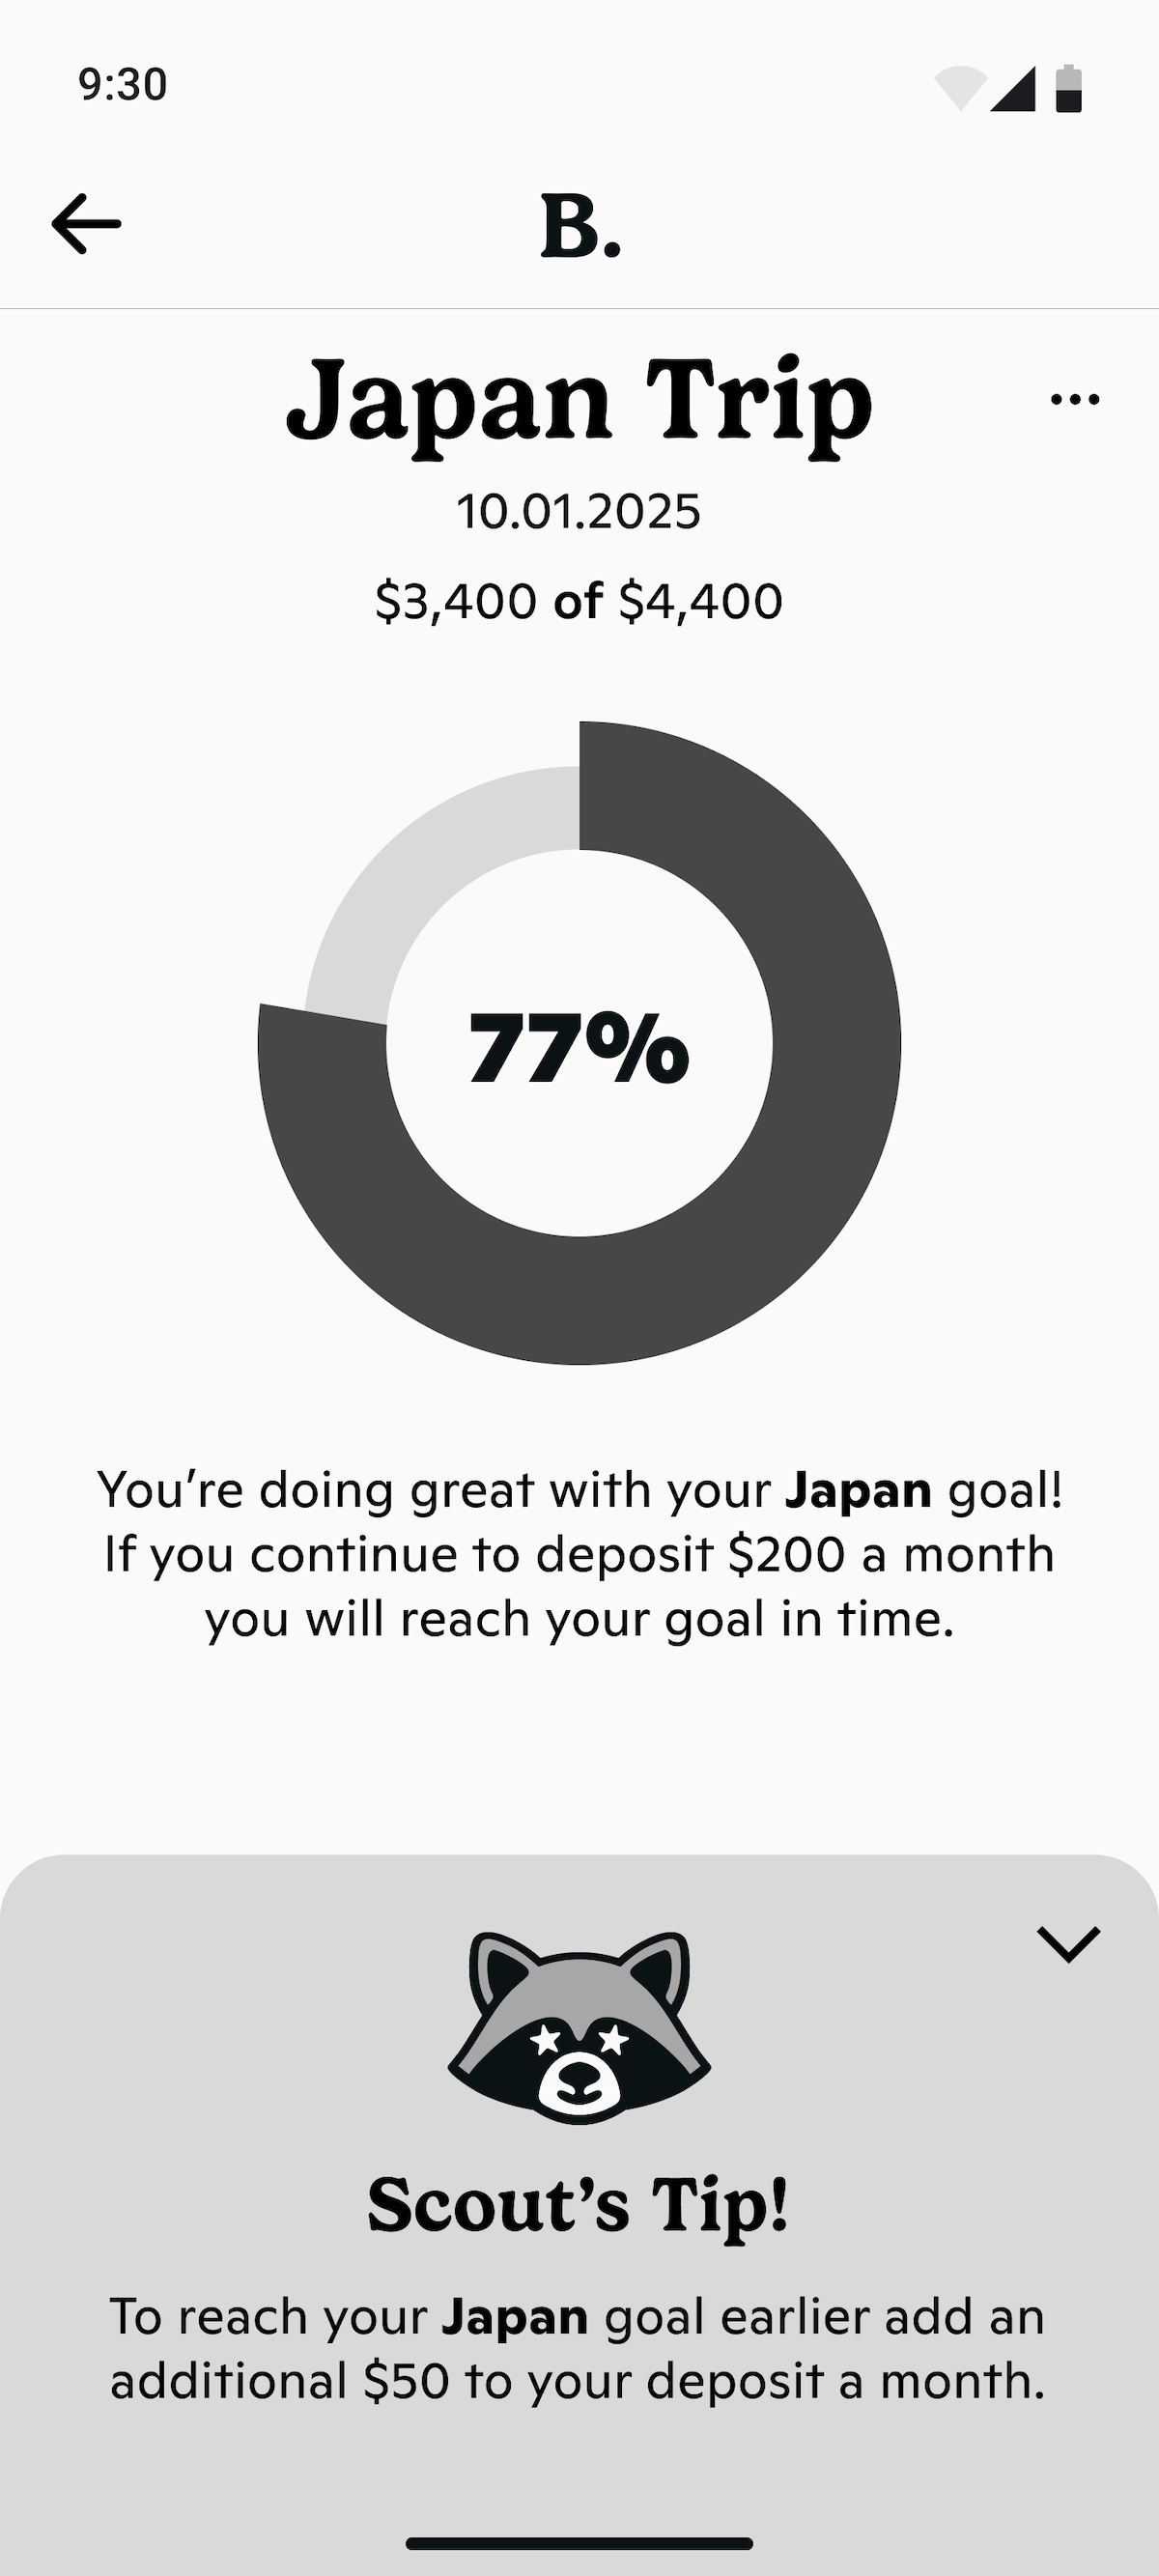 9:30
B.
Japan Trip
10.01.2025
$3,400 of $4,400
77%
You’re doing great with your Japan goal!
If you continue to deposit $200 a month
you will reach your goal in time.
Scout’s Tip!
To reach your Japan goal earlier add an
additional $50 to your deposit a month.